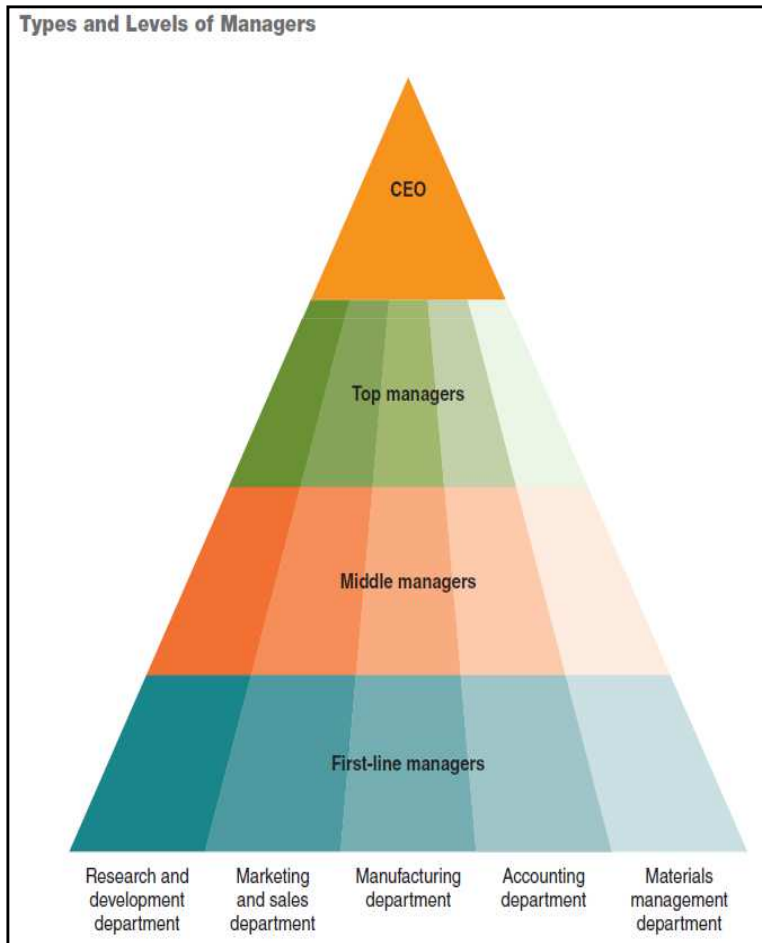 Types and Levels of Managers
CEO
Top managers
Middle managers
First-line managers
Research and
development
department
Marketing
and sales
department
Manufacturing
department
Accounting
department
Materials
management
department